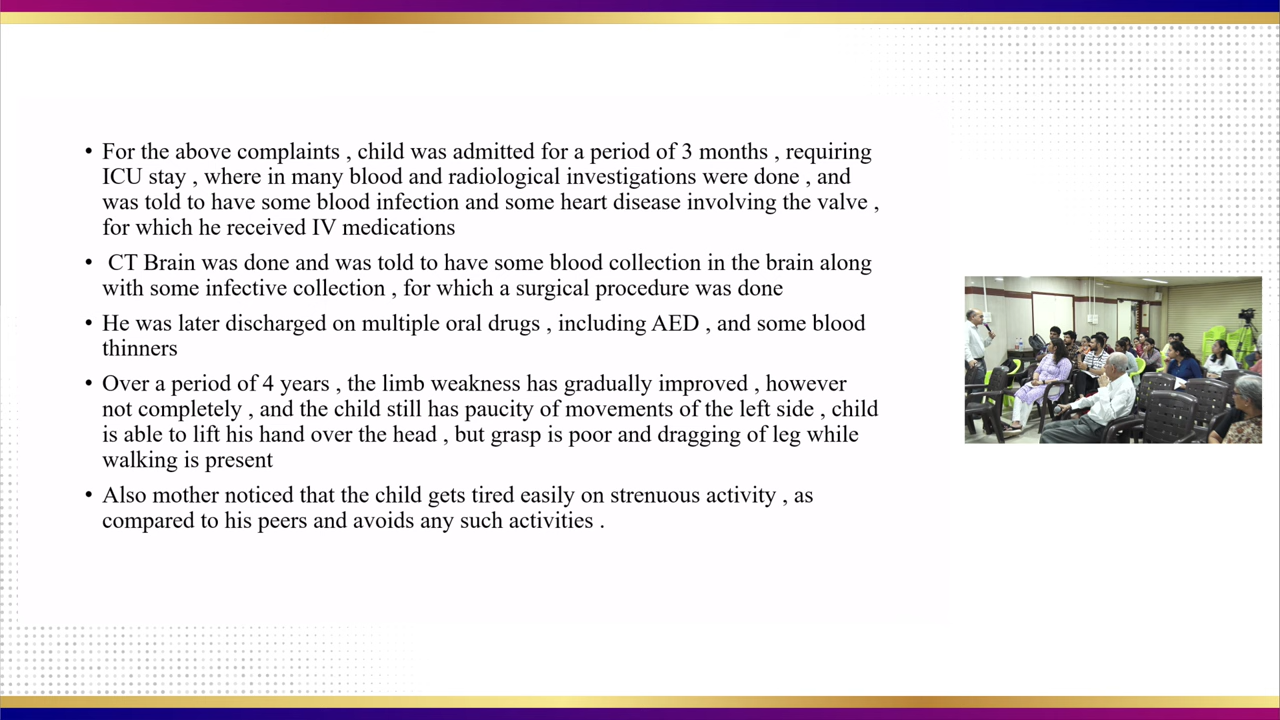 • For the above complaints , child was admitted for a period of 3 months , requiring
ICU stay , where in many blood and radiological investigations were done , and
was told to have some blood infection and some heart disease involving the valve ,
for which he received IV medications
• CT Brain was done and was told to have some blood collection in the brain along
with some infective collection , for which a surgical procedure was done
• He was later discharged on multiple oral drugs , including AED , and some blood
thinners
• Over a period of 4 years , the limb weakness has gradually improved , however
not completely , and the child still has paucity of movements of the left side , child
is able to lift his hand over the head , but grasp is poor and dragging of leg while
walking is present
• Also mother noticed that the child gets tired easily on strenuous activity , as
compared to his peers and avoids any such activities .